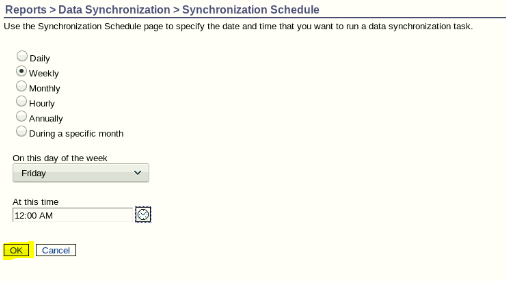 Reports > Data Synchronization > Synchronization Schedule
Use the Synchronization Schedule page to specify the date and time that you want to run a data synchronization task.
Daily
Weekly
Monthly
Hourly
Annually
During a specific month
On this day of the week
Friday
At this time
12:00 AM
OK Cancel